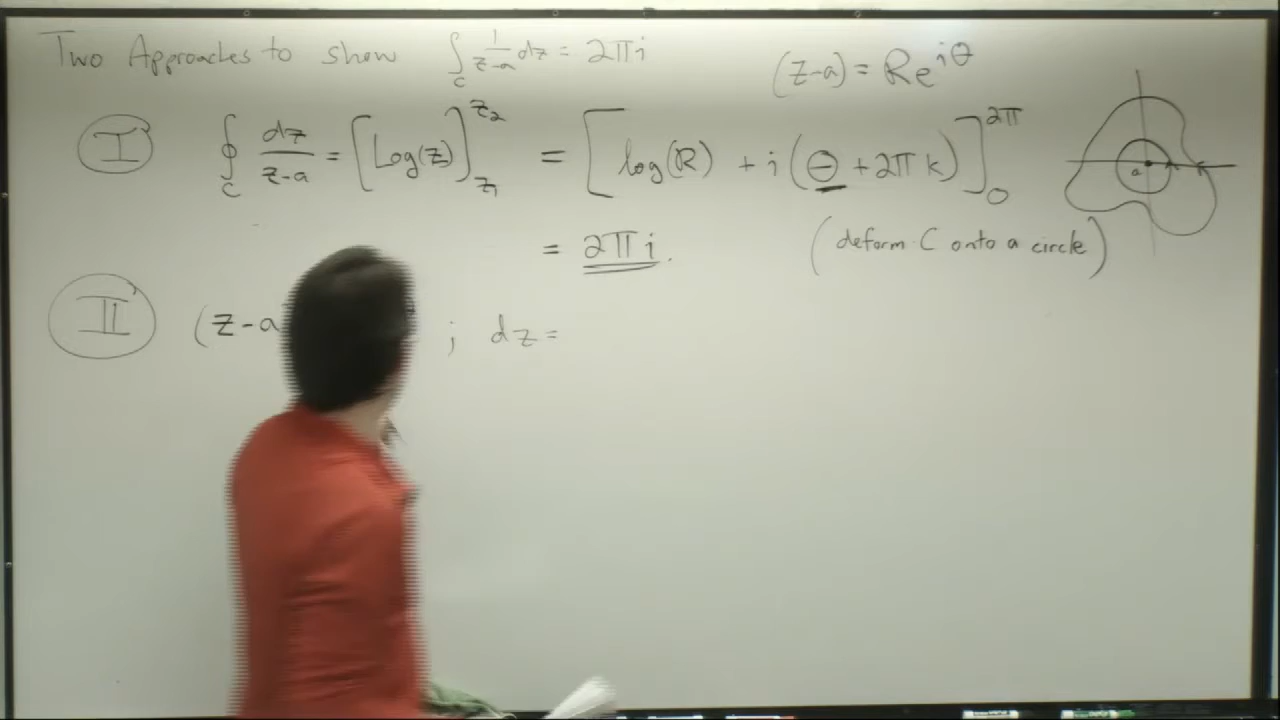 Two Approaches to show ∫_C 1/(z-a) dz = 2πi
(z-a) = Re^{iθ}
I ∮_C dz/(z-a) = [Log(z)]_{z₁}^{z₂} = [log(R) + i(Θ + 2πk)]_0^{2π}
a
= 2πi.
(deform C onto a circle)
II (z-a ; dz =